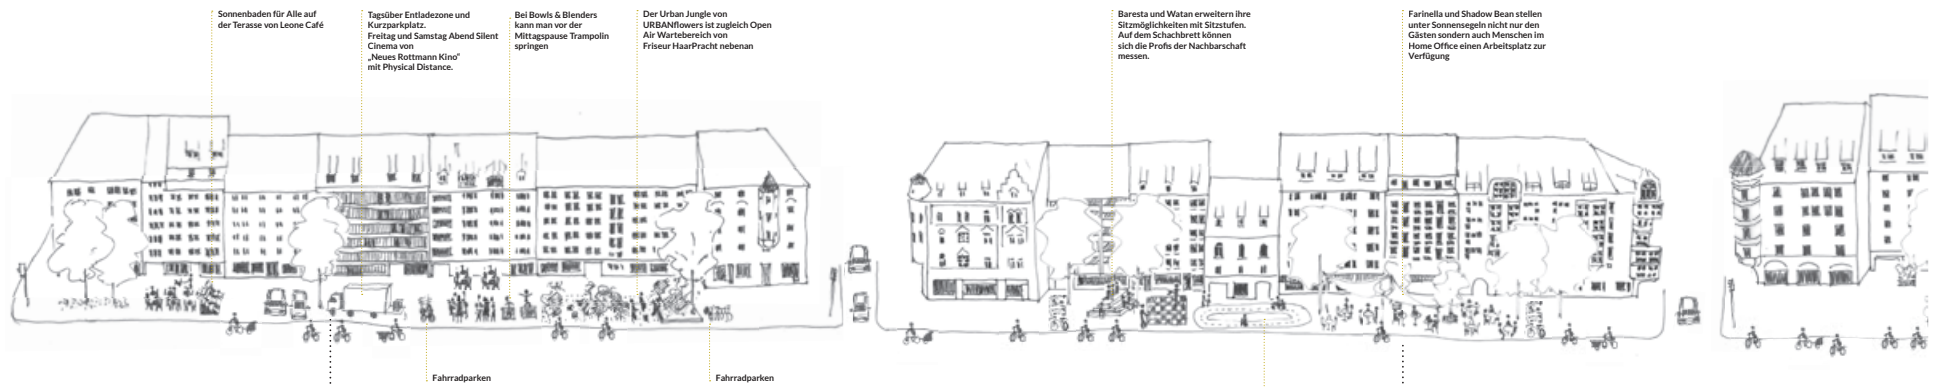 Sonnenbaden für Alle auf
der Terasse von Leone Café
Tagsüber Entladezone und
Kurzparkplatz.
Freitag und Samstag Abend Silent
Cinema von
„Neues Rottmann Kino"
mit Physical Distance.
Bei Bowls & Blenders
kann man vor der
Mittagspause Trampolin
springen
Der Urban Jungle von
URBANflowers ist zugleich Open
Air Wartebereich von
Friseur HaarPracht nebenan
Baresta und Watan erweitern ihre
Sitzmöglichkeiten mit Sitzstufen.
Auf dem Schachbrett können
sich die Profis der Nachbarschaft
messen.
Farinella und Shadow Bean stellen
unter Sonnensegeln nicht nur den
Gästen sondern auch Menschen im
Home Office einen Arbeitsplatz zur
Verfügung
Fahrradparken
Fahrradparken